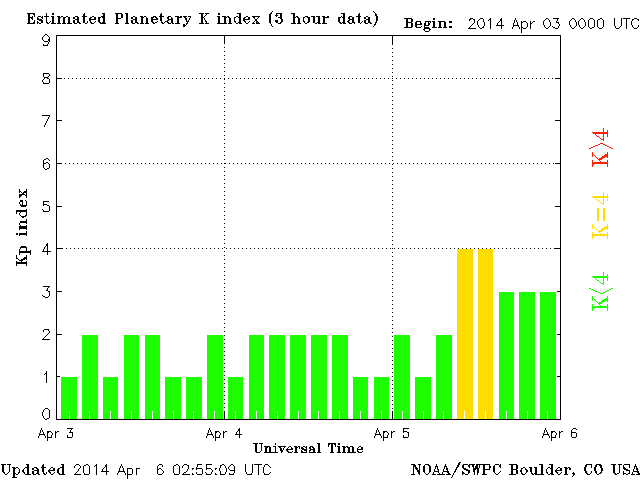 Estimated Planetary K index (3 hour data) Begin: 2014 Apr 03 0000 UTC
9
8
7
6
5
4
3
2
1
0
Kp index
K>4
K=4
K<4
Apr 3 Apr 4 Apr 5 Apr 6
Universal Time
Updated 2014 Apr 6 02:55:09 UTC NOAA/SWPC Boulder, CO USA